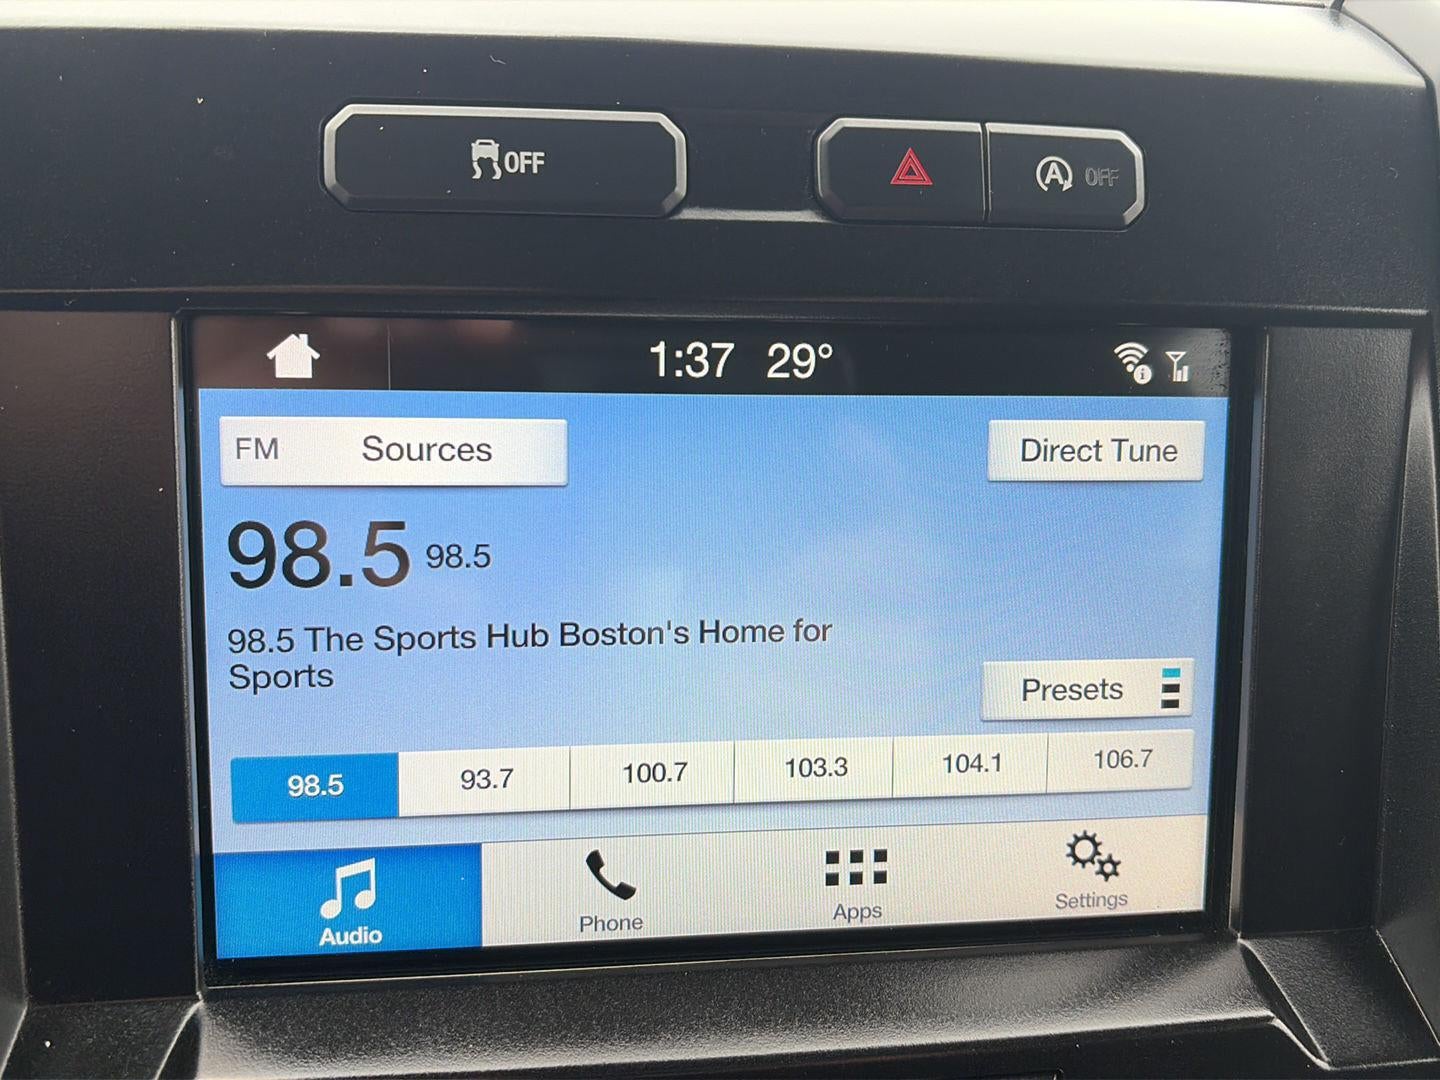 OFF
A OFF
1:37 29°
FM Sources
Direct Tune
98.5 98.5
98.5 The Sports Hub Boston's Home for
Sports
Presets
98.5 93.7 100.7 103.3 104.1 106.7
Audio Phone Apps Settings